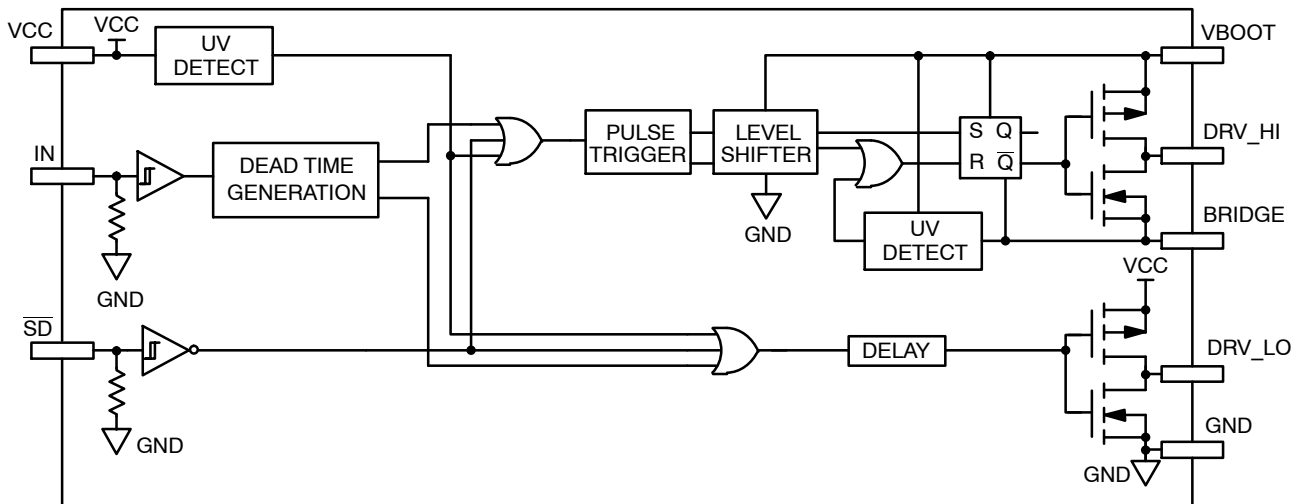 VCC
VCC
UV
DETECT
VBOOT
IN
DEAD TIME
GENERATION
PULSE
TRIGGER
LEVEL
SHIFTER
S Q
R Q̅
DRV_HI
GND
GND
UV
DETECT
BRIDGE
VCC
S̅D̅
DELAY
DRV_LO
GND
GND
GND